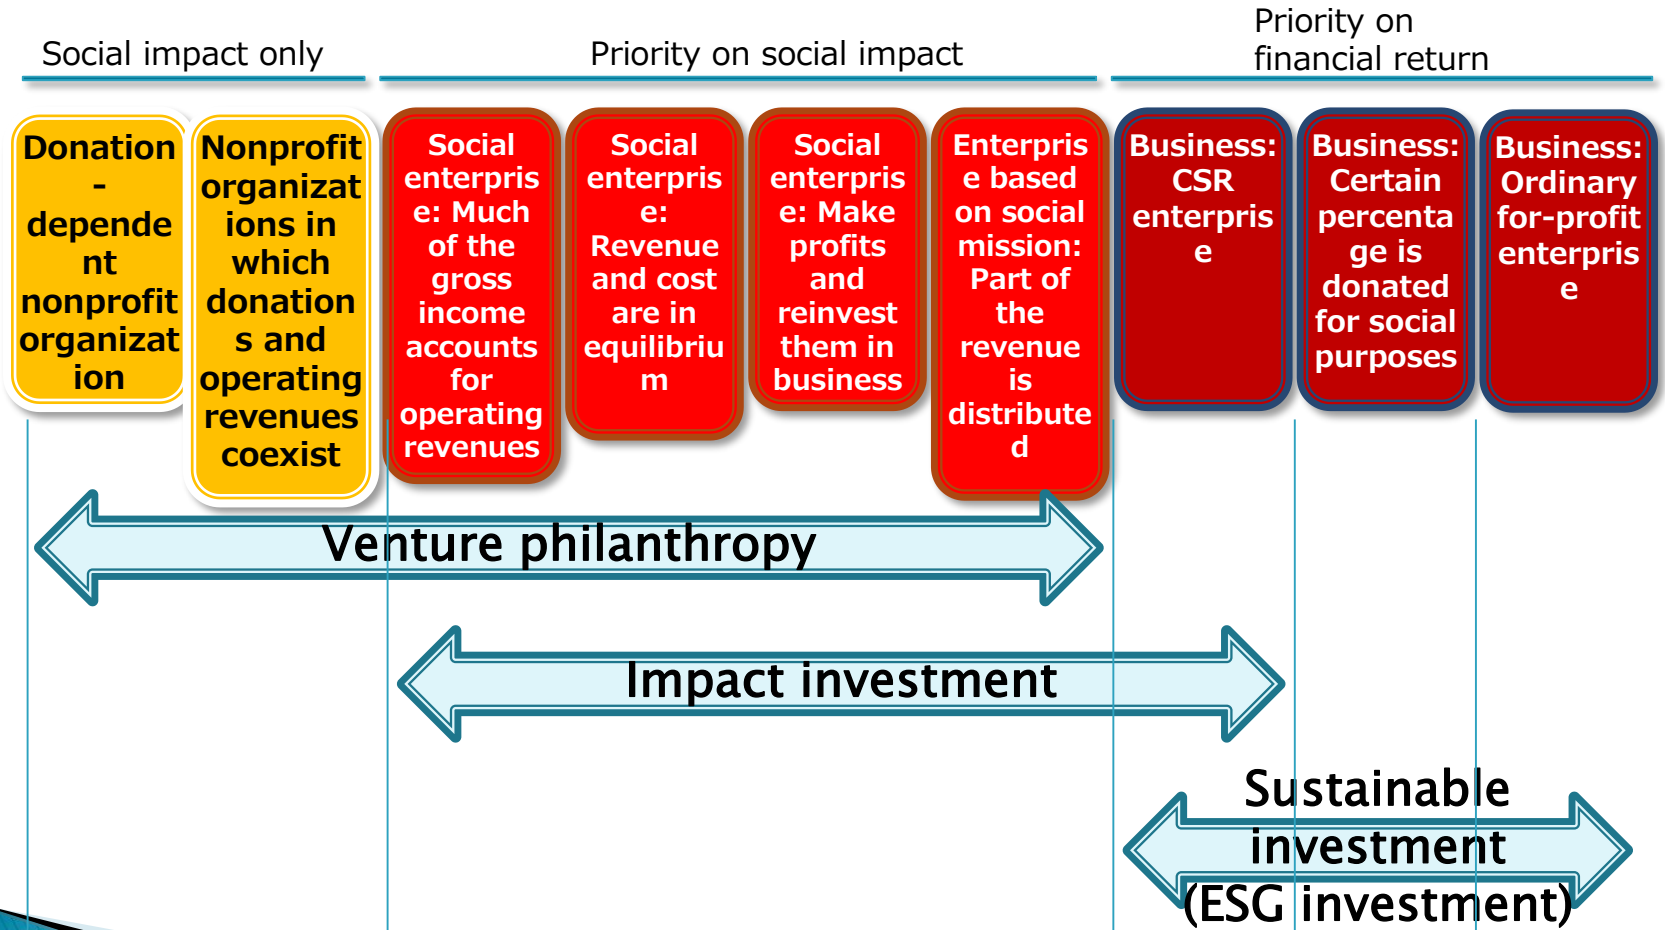 Social impact only
Priority on social impact
Priority on
financial return
Donation
-
depende
nt
nonprofit
organizat
ion
Nonprofit
organizat
ions in
which
donation
s and
operating
revenues
coexist
Social
enterpris
e: Much
of the
gross
income
accounts
for
operating
revenues
Social
enterpris
e:
Revenue
and cost
are in
equilibriu
m
Social
enterpris
e: Make
profits
and
reinvest
them in
business
Enterpris
e based
on social
mission:
Part of
the
revenue
is
distribute
d
Business:
CSR
enterpris
e
Business:
Certain
percenta
ge is
donated
for social
purposes
Business:
Ordinary
for-profit
enterpris
e
Venture philanthropy
Impact investment
Sustainable
investment
(ESG investment)